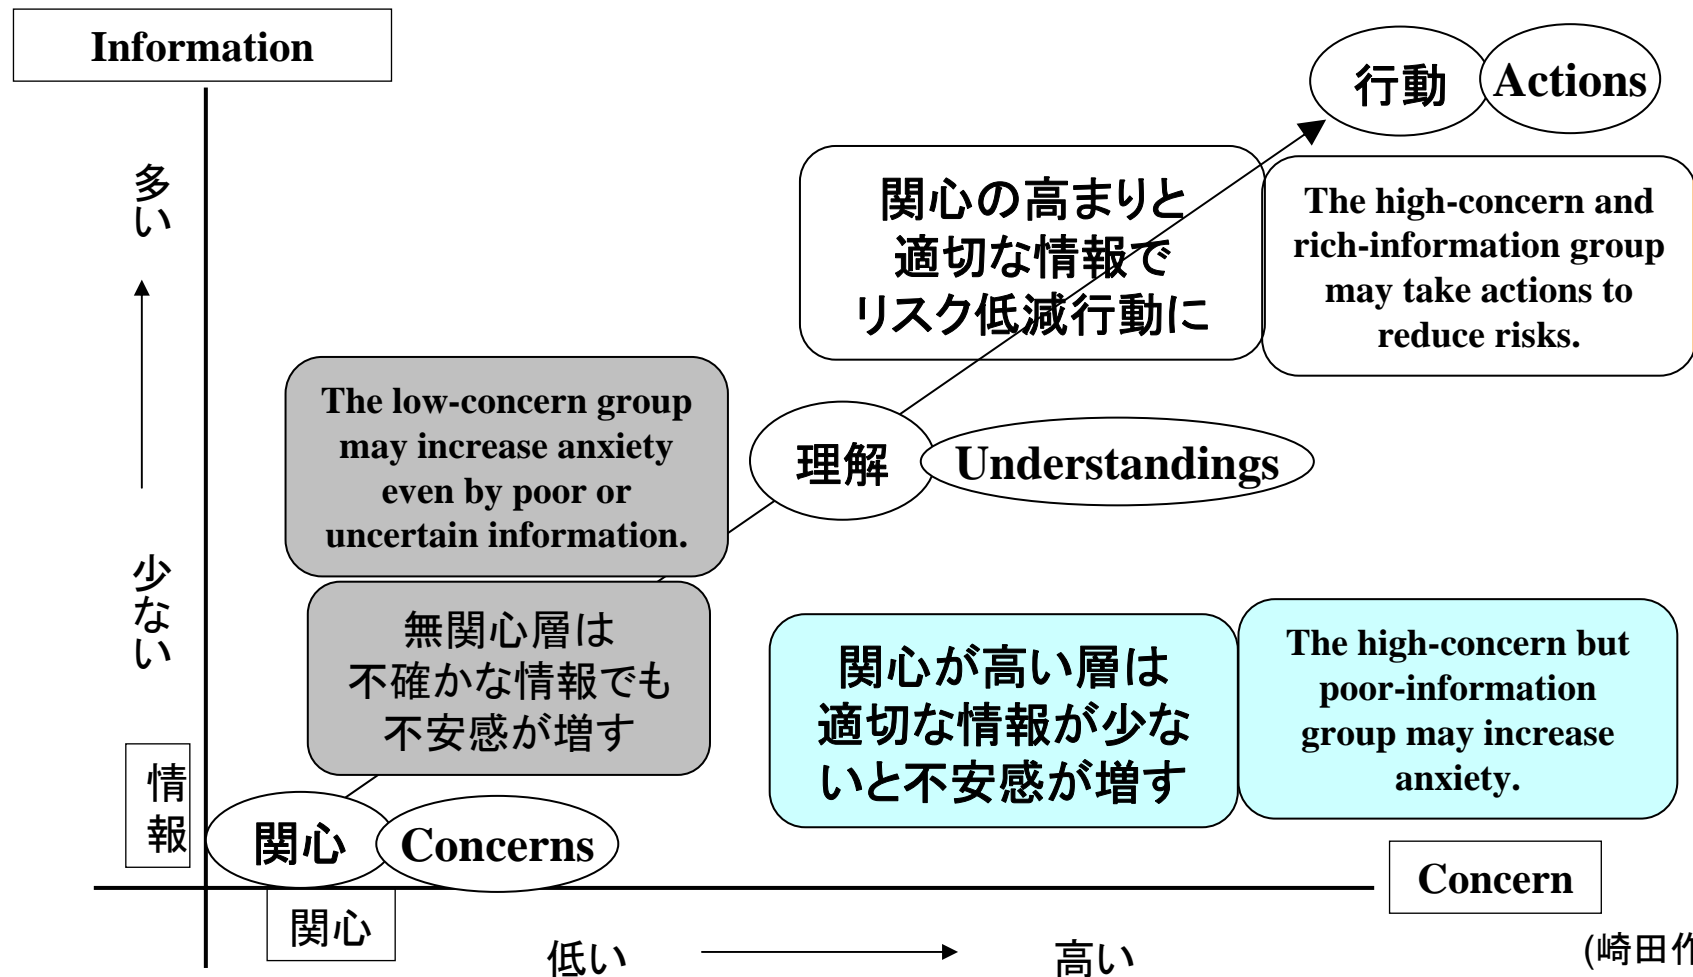 Information
行動
Actions
多い
関心の高まりと
適切な情報で
リスク低減行動に
The high-concern and
rich-information group
may take actions to
reduce risks.
The low-concern group
may increase anxiety
even by poor or
uncertain information.
理解
Understandings
少ない
無関心層は
不確かな情報でも
不安感が増す
関心が高い層は
適切な情報が少な
いと不安感が増す
The high-concern but
poor-information
group may increase
anxiety.
情報
関心
Concerns
Concern
関心
低い
高い
(崎田作